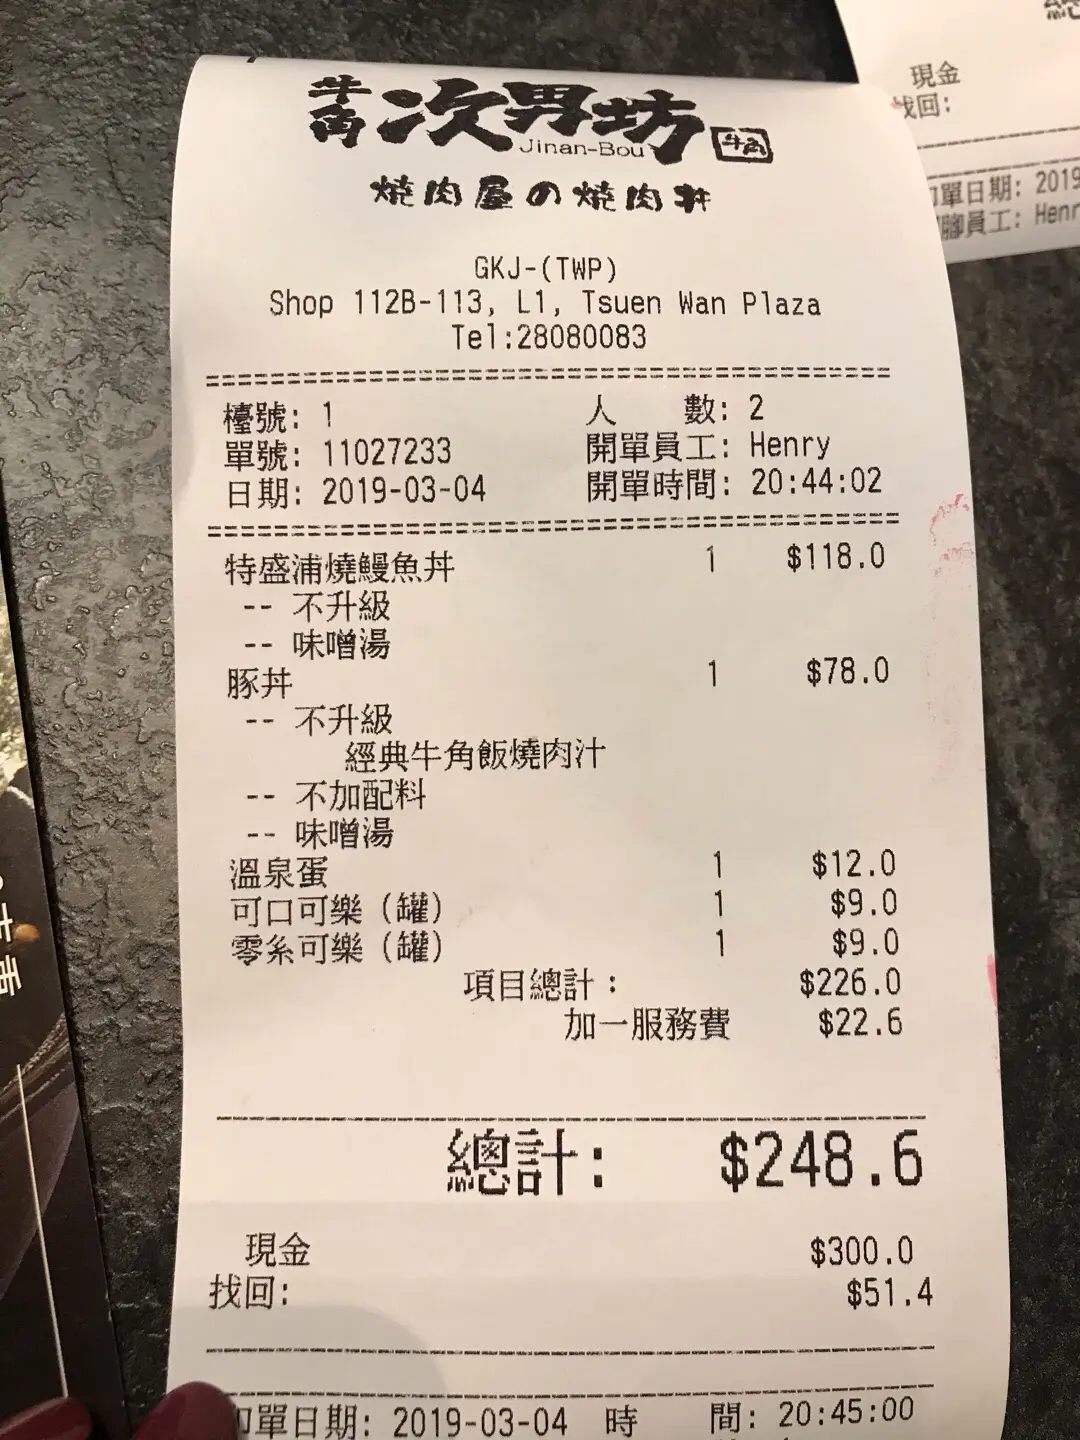 牛角 次男坊 牛角
Jinan-Bou
燒肉屋の燒肉丼
GKJ-(TWP)
Shop 112B-113, L1, Tsuen Wan Plaza
Tel:28080083
檯號: 1 人 數: 2
單號: 11027233 開單員工: Henry
日期: 2019-03-04 開單時間: 20:44:02
特盛浦燒鰻魚丼 1 $118.0
-- 不升級
-- 味噌湯
豚丼 1 $78.0
-- 不升級
經典牛角飯燒肉汁
-- 不加配料
-- 味噌湯
溫泉蛋 1 $12.0
可口可樂（罐） 1 $9.0
零系可樂（罐） 1 $9.0
項目總計： $226.0
加一服務費 $22.6
總計: $248.6
現金 $300.0
找回: $51.4
印單日期: 2019-03-04 時 間: 20:45:00
現金
找回:
單日期: 2019
員工: Henr